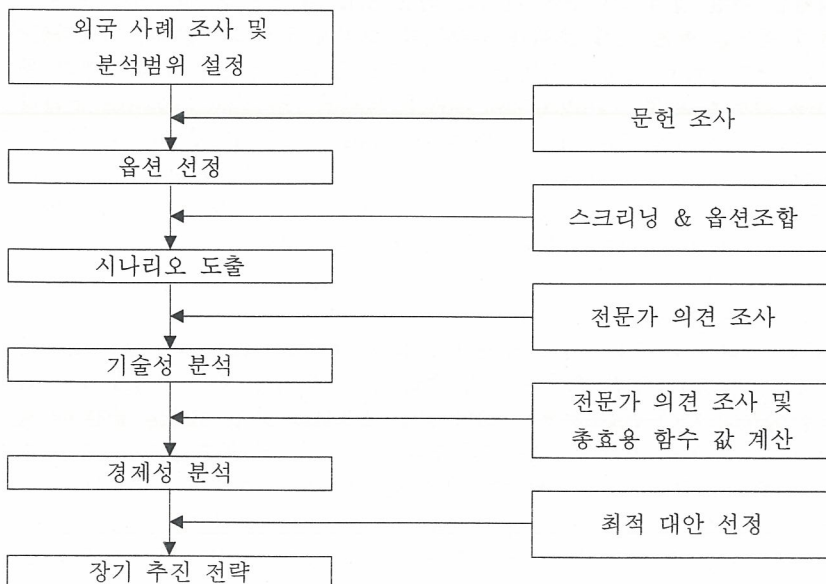 외국 사례 조사 및
분석범위 설정
문헌 조사
옵션 선정
스크리닝 & 옵션조합
시나리오 도출
전문가 의견 조사
기술성 분석
전문가 의견 조사 및
총효용 함수 값 계산
경제성 분석
최적 대안 선정
장기 추진 전략